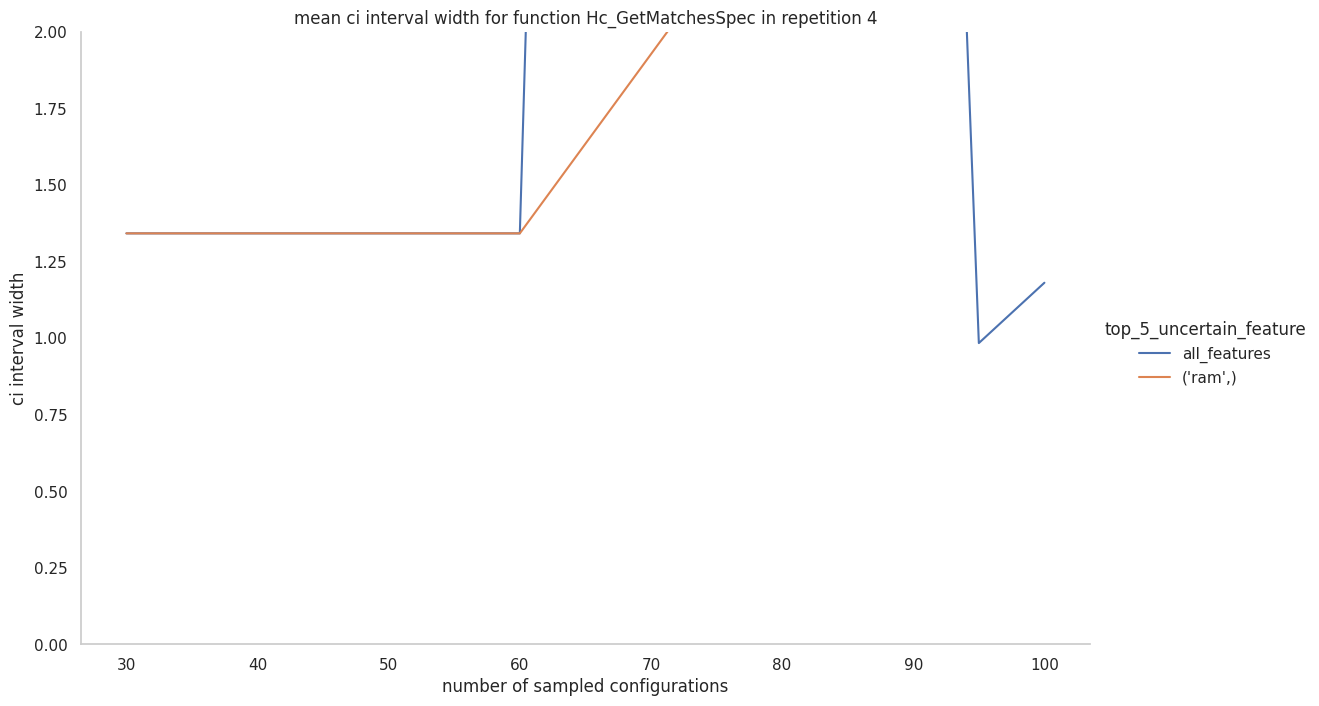 mean ci interval width for function Hc_GetMatchesSpec in repetition 4
2.00
1.75
1.50
1.25
1.00
0.75
0.50
0.25
0.00
ci interval width
30 40 50 60 70 80 90 100
number of sampled configurations
top_5_uncertain_feature
all_features
('ram',)